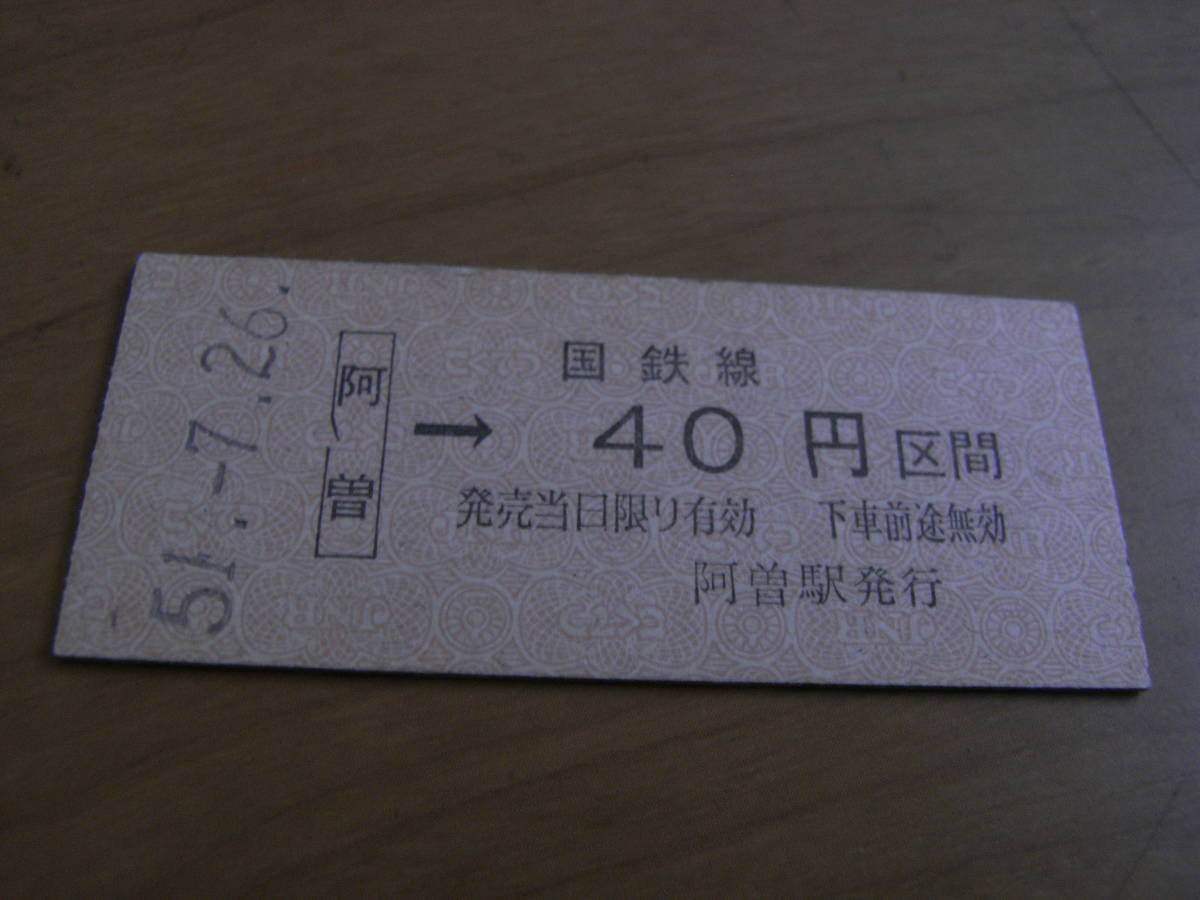 51.-7.26.
阿曽
国鉄線
→ 40円区間
発売当日限り有効 下車前途無効
阿曽駅発行